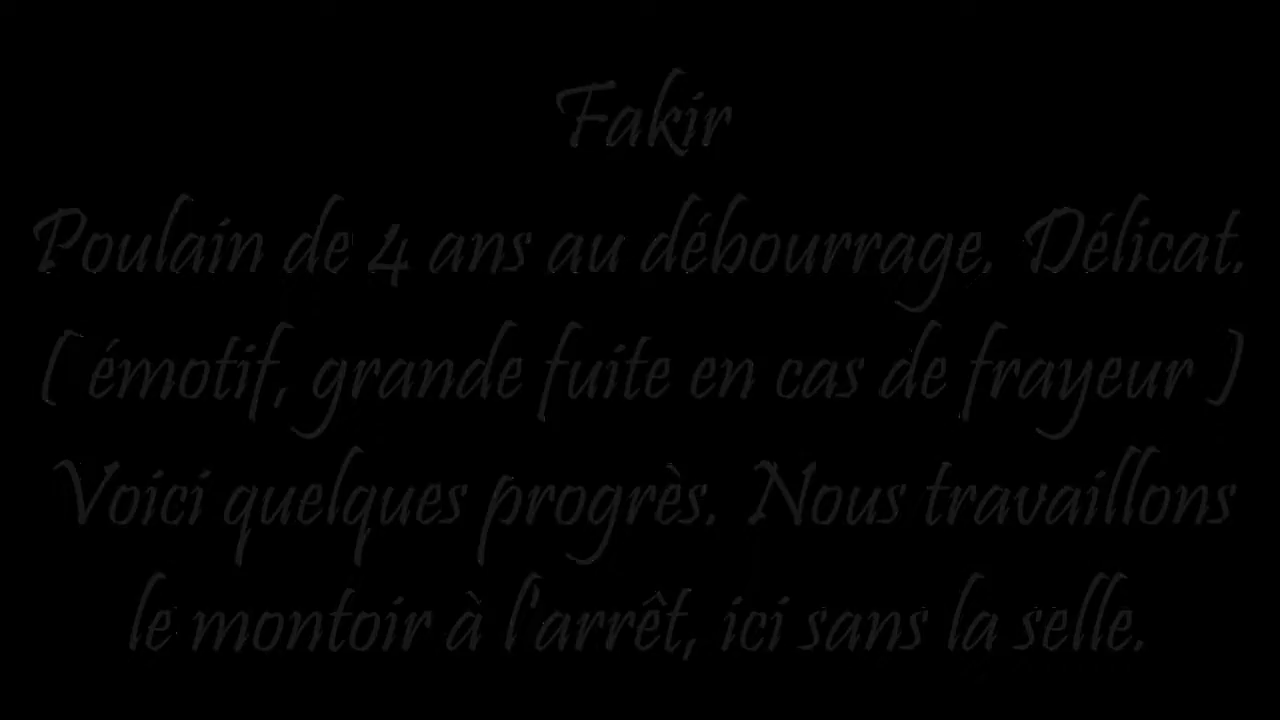 Fakir
Poulain de 4 ans au débourrage. Délicat.
( émotif, grande fuite en cas de frayeur )
Voici quelques progrès. Nous travaillons
le montoir à l'arrêt, ici sans la selle.